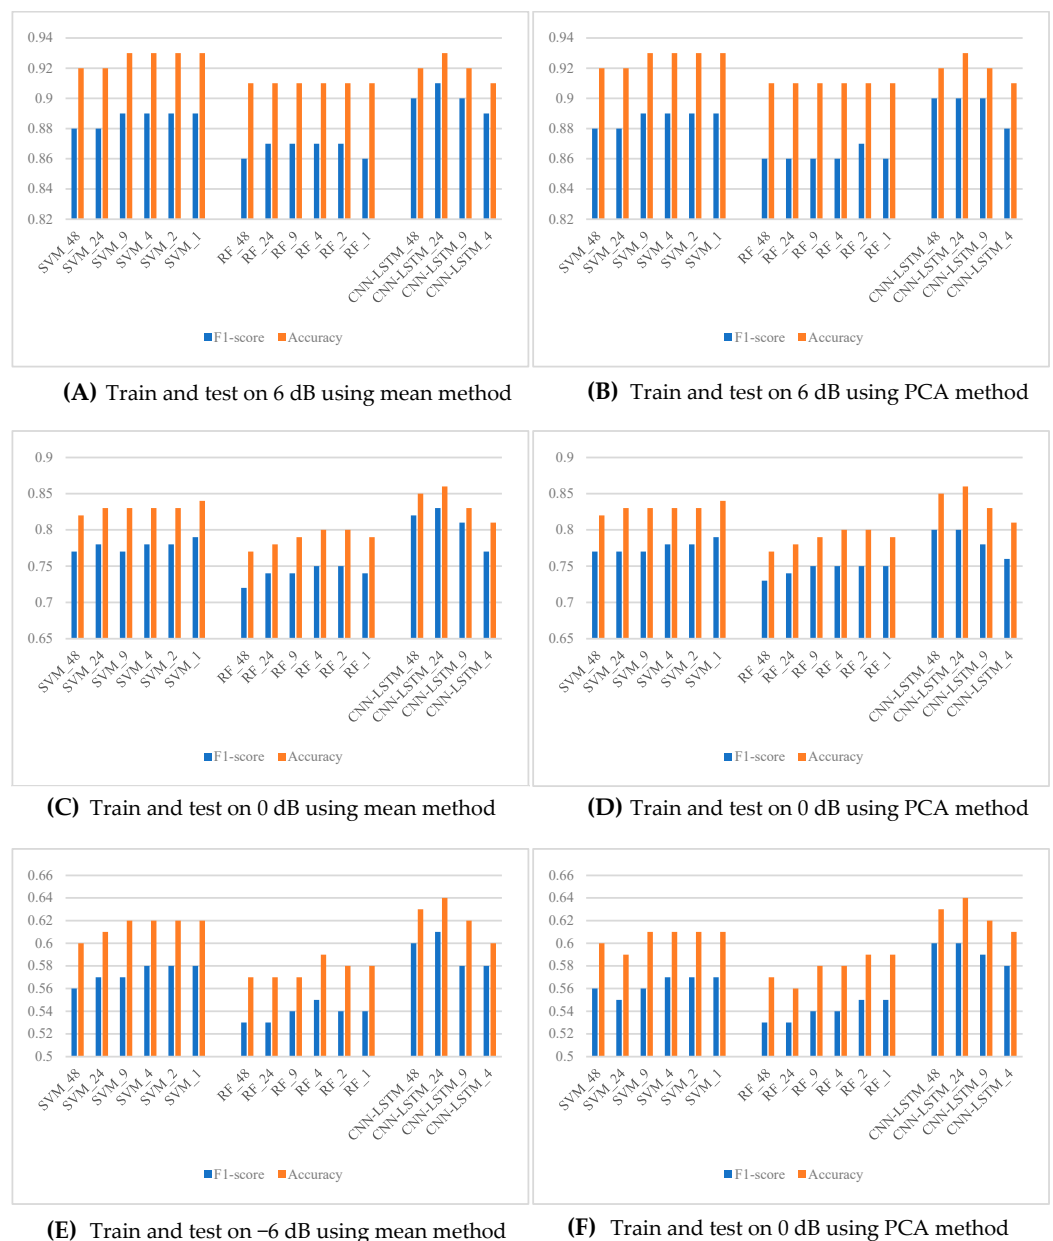 0.94
0.92
0.9
0.88
0.86
0.84
0.82
SVM_48
SVM_24
SVM_9
SVM_4
SVM_2
SVM_1
RF_48
RF_24
RF_9
RF_4
RF_2
RF_1
CNN-LSTM_48
CNN-LSTM_24
CNN-LSTM_9
CNN-LSTM_4
F1-score
Accuracy
(A) Train and test on 6 dB using mean method
0.94
0.92
0.9
0.88
0.86
0.84
0.82
SVM_48
SVM_24
SVM_9
SVM_4
SVM_2
SVM_1
RF_48
RF_24
RF_9
RF_4
RF_2
RF_1
CNN-LSTM_48
CNN-LSTM_24
CNN-LSTM_9
CNN-LSTM_4
F1-score
Accuracy
(B) Train and test on 6 dB using PCA method
0.9
0.85
0.8
0.75
0.7
0.65
SVM_48
SVM_24
SVM_9
SVM_4
SVM_2
SVM_1
RF_48
RF_24
RF_9
RF_4
RF_2
RF_1
CNN-LSTM_48
CNN-LSTM_24
CNN-LSTM_9
CNN-LSTM_4
F1-score
Accuracy
(C) Train and test on 0 dB using mean method
0.9
0.85
0.8
0.75
0.7
0.65
SVM_48
SVM_24
SVM_9
SVM_4
SVM_2
SVM_1
RF_48
RF_24
RF_9
RF_4
RF_2
RF_1
CNN-LSTM_48
CNN-LSTM_24
CNN-LSTM_9
CNN-LSTM_4
F1-score
Accuracy
(D) Train and test on 0 dB using PCA method
0.66
0.64
0.62
0.6
0.58
0.56
0.54
0.52
0.5
SVM_48
SVM_24
SVM_9
SVM_4
SVM_2
SVM_1
RF_48
RF_24
RF_9
RF_4
RF_2
RF_1
CNN-LSTM_48
CNN-LSTM_24
CNN-LSTM_9
CNN-LSTM_4
F1-score
Accuracy
(E) Train and test on −6 dB using mean method
0.66
0.64
0.62
0.6
0.58
0.56
0.54
0.52
0.5
SVM_48
SVM_24
SVM_9
SVM_4
SVM_2
SVM_1
RF_48
RF_24
RF_9
RF_4
RF_2
RF_1
CNN-LSTM_48
CNN-LSTM_24
CNN-LSTM_9
CNN-LSTM_4
F1-score
Accuracy
(F) Train and test on 0 dB using PCA method